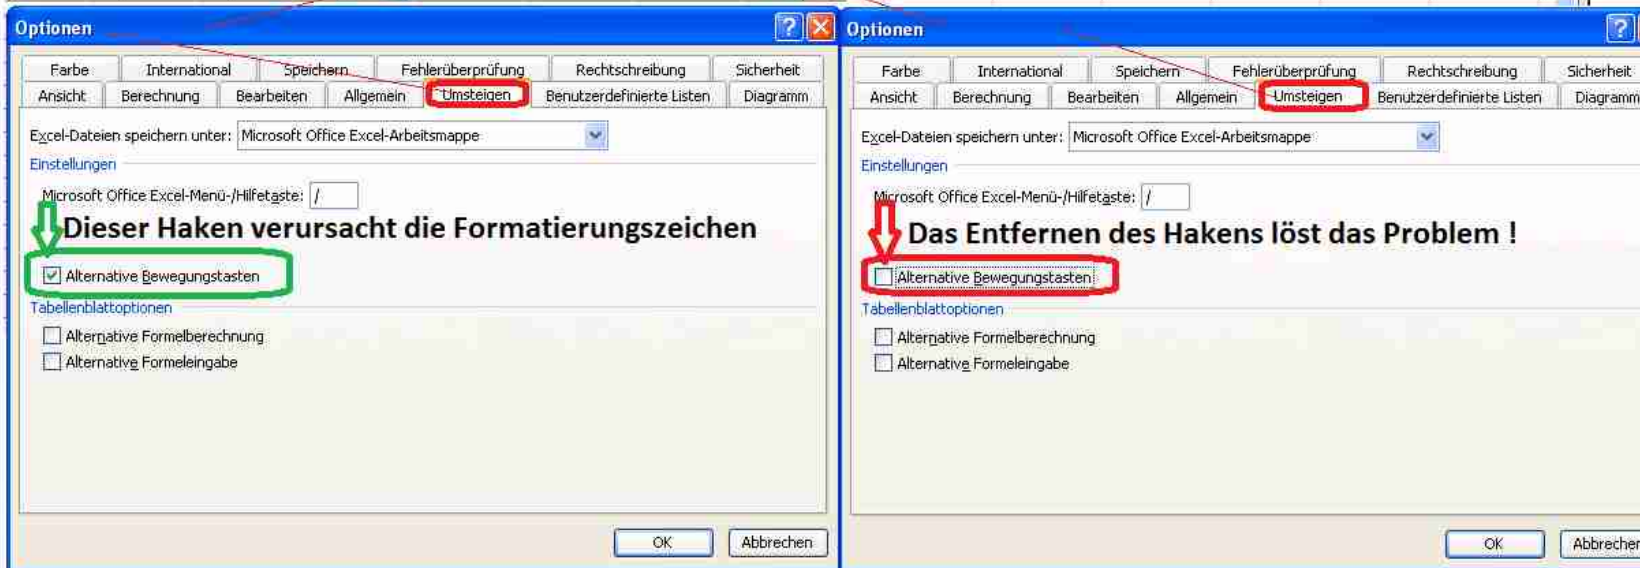 Optionen
Farbe International Speichern Fehlerüberprüfung Rechtschreibung Sicherheit
Ansicht Berechnung Bearbeiten Allgemein Umsteigen Benutzerdefinierte Listen Diagramm
Excel-Dateien speichern unter: Microsoft Office Excel-Arbeitsmappe
Einstellungen
Microsoft Office Excel-Menü-/Hilfetaste: /
Dieser Haken verursacht die Formatierungszeichen
Alternative Bewegungstasten
Tabellenblattoptionen
Alternative Formelberechnung
Alternative Formeleingabe
OK Abbrechen
Optionen
Farbe International Speichern Fehlerüberprüfung Rechtschreibung Sicherheit
Ansicht Berechnung Bearbeiten Allgemein Umsteigen Benutzerdefinierte Listen Diagramm
Excel-Dateien speichern unter: Microsoft Office Excel-Arbeitsmappe
Einstellungen
Microsoft Office Excel-Menü-/Hilfetaste: /
Das Entfernen des Hakens löst das Problem !
Alternative Bewegungstasten
Tabellenblattoptionen
Alternative Formelberechnung
Alternative Formeleingabe
OK Abbrechen